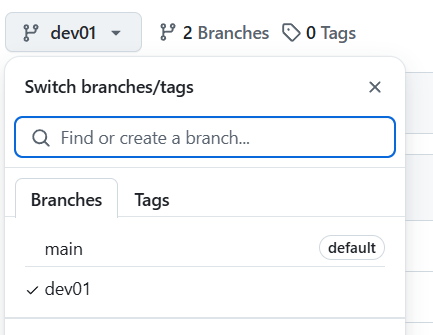 dev01 2 Branches 0 Tags
Switch branches/tags
Find or create a branch...
Branches Tags
main default
dev01